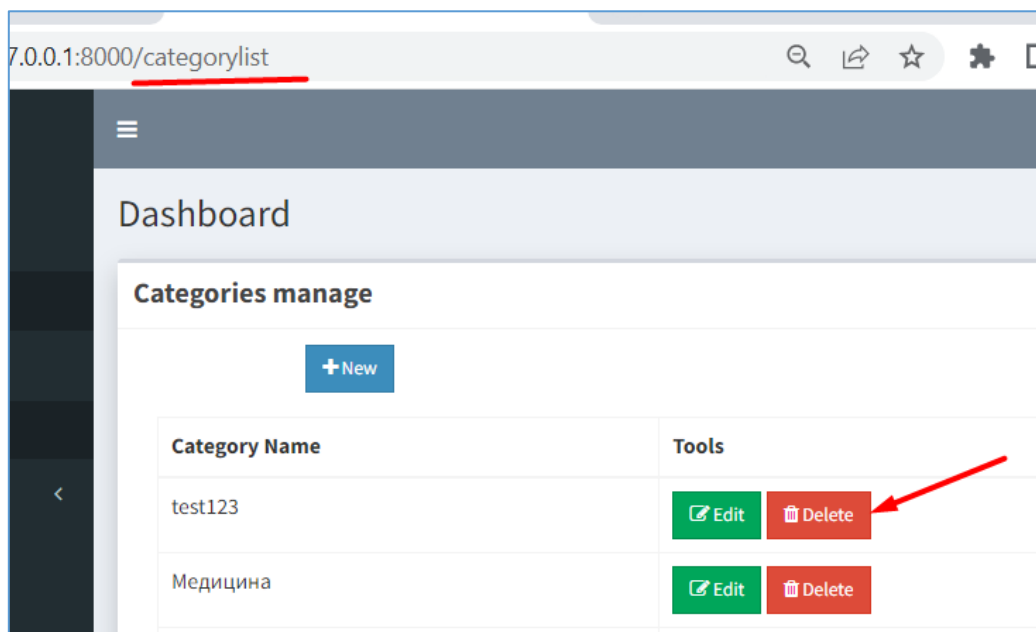 7.0.0.1:8000/categorylist
Dashboard
Categories manage
New
Category Name Tools
test123 Edit Delete
Медицина Edit Delete